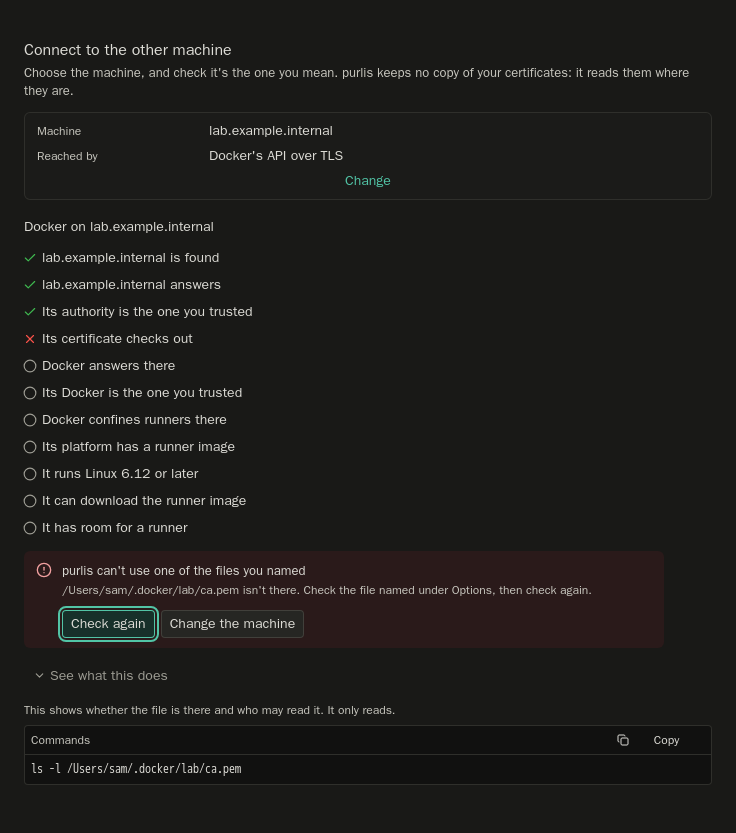 Connect to the other machine
Choose the machine, and check it's the one you mean. purlis keeps no copy of your certificates: it reads them where
they are.
Machine lab.example.internal
Reached by Docker's API over TLS
Change
Docker on lab.example.internal
lab.example.internal is found
lab.example.internal answers
Its authority is the one you trusted
Its certificate checks out
Docker answers there
Its Docker is the one you trusted
Docker confines runners there
Its platform has a runner image
It runs Linux 6.12 or later
It can download the runner image
It has room for a runner
purlis can't use one of the files you named
/Users/sam/.docker/lab/ca.pem isn't there. Check the file named under Options, then check again.
Check again Change the machine
See what this does
This shows whether the file is there and who may read it. It only reads.
Commands Copy
ls -l /Users/sam/.docker/lab/ca.pem